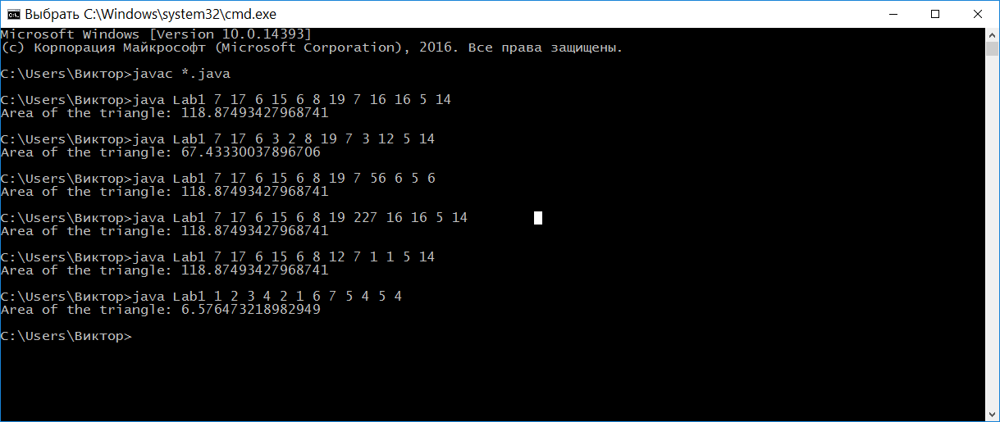 Выбрать C:\Windows\system32\cmd.exe
Microsoft Windows [Version 10.0.14393]
(c) Корпорация Майкрософт (Microsoft Corporation), 2016. Все права защищены.
C:\Users\Виктор>javac *.java
C:\Users\Виктор>java Lab1 7 17 6 15 6 8 19 7 16 16 5 14
Area of the triangle: 118.87493427968741
C:\Users\Виктор>java Lab1 7 17 6 3 2 8 19 7 3 12 5 14
Area of the triangle: 67.43330037896706
C:\Users\Виктор>java Lab1 7 17 6 15 6 8 19 7 56 6 5 6
Area of the triangle: 118.87493427968741
C:\Users\Виктор>java Lab1 7 17 6 15 6 8 19 227 16 16 5 14
Area of the triangle: 118.87493427968741
C:\Users\Виктор>java Lab1 7 17 6 15 6 8 12 7 1 1 5 14
Area of the triangle: 118.87493427968741
C:\Users\Виктор>java Lab1 1 2 3 4 2 1 6 7 5 4 5 4
Area of the triangle: 6.576473218982949
C:\Users\Виктор>